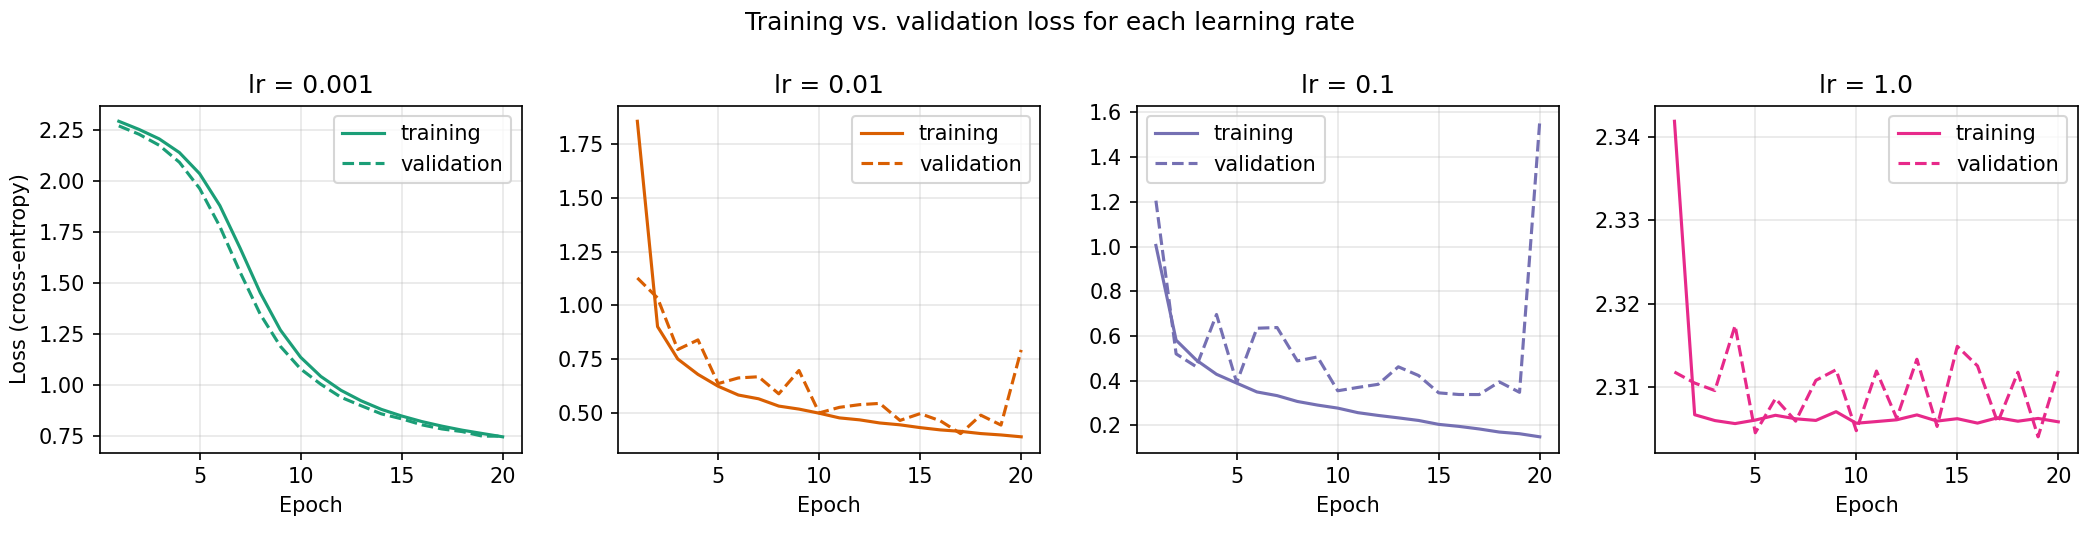 Training vs. validation loss for each learning rate
lr = 0.001
Loss (cross-entropy)
2.25
2.00
1.75
1.50
1.25
1.00
0.75
training
validation
5 10 15 20
Epoch
lr = 0.01
1.75
1.50
1.25
1.00
0.75
0.50
training
validation
5 10 15 20
Epoch
lr = 0.1
1.6
1.4
1.2
1.0
0.8
0.6
0.4
0.2
training
validation
5 10 15 20
Epoch
lr = 1.0
2.34
2.33
2.32
2.31
training
validation
5 10 15 20
Epoch